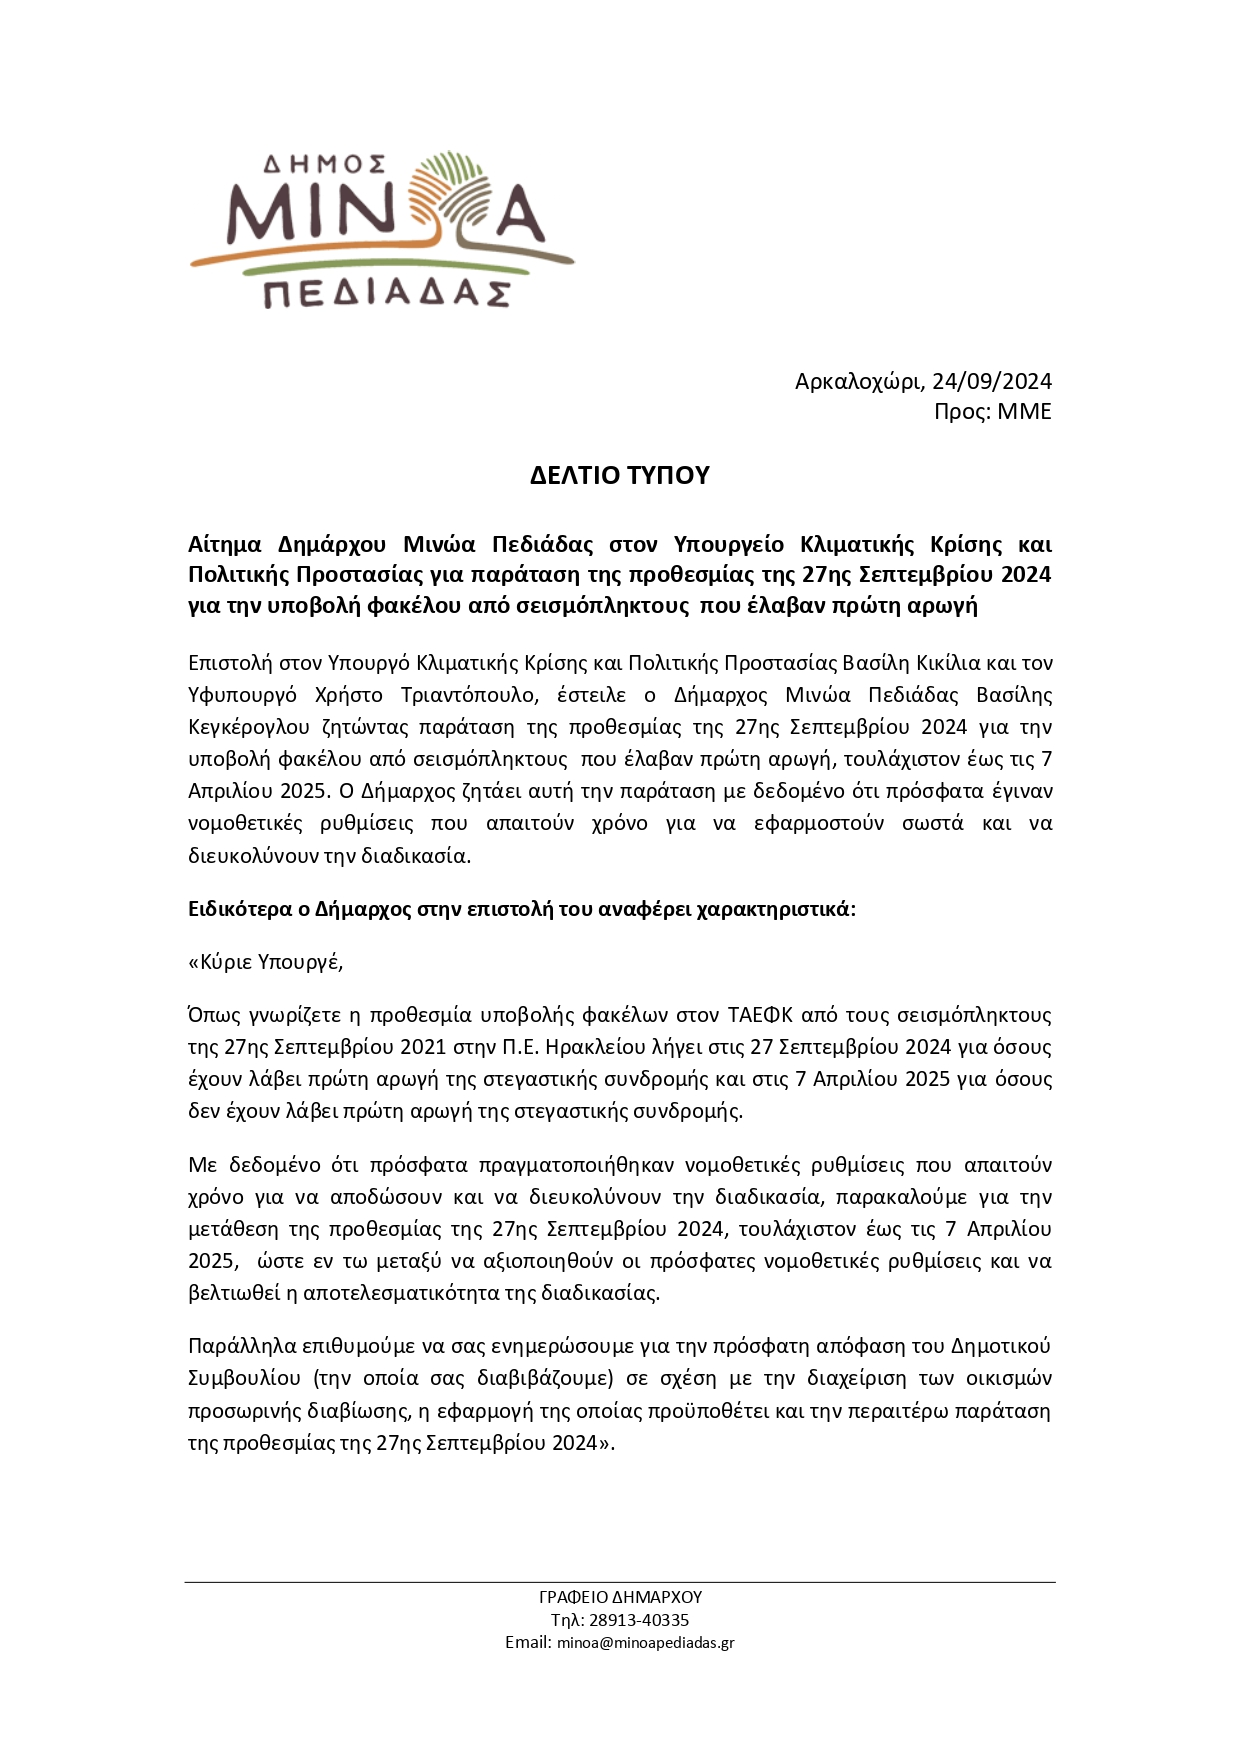 ΔΗΜΟΣ
ΜΙΝΩΑ
ΠΕΔΙΑΔΑΣ
Αρκαλοχώρι, 24/09/2024
Προς: ΜΜΕ
ΔΕΛΤΙΟ ΤΥΠΟΥ
Αίτημα Δημάρχου Μινώα Πεδιάδας στον Υπουργείο Κλιματικής Κρίσης και
Πολιτικής Προστασίας για παράταση της προθεσμίας της 27ης Σεπτεμβρίου 2024
για την υποβολή φακέλου από σεισμόπληκτους που έλαβαν πρώτη αρωγή
Επιστολή στον Υπουργό Κλιματικής Κρίσης και Πολιτικής Προστασίας Βασίλη Κικίλια και τον
Υφυπουργό Χρήστο Τριαντόπουλο, έστειλε ο Δήμαρχος Μινώα Πεδιάδας Βασίλης
Κεγκέρογλου ζητώντας παράταση της προθεσμίας της 27ης Σεπτεμβρίου 2024 για την
υποβολή φακέλου από σεισμόπληκτους που έλαβαν πρώτη αρωγή, τουλάχιστον έως τις 7
Απριλίου 2025. Ο Δήμαρχος ζητάει αυτή την παράταση με δεδομένο ότι πρόσφατα έγιναν
νομοθετικές ρυθμίσεις που απαιτούν χρόνο για να εφαρμοστούν σωστά και να
διευκολύνουν την διαδικασία.
Ειδικότερα ο Δήμαρχος στην επιστολή του αναφέρει χαρακτηριστικά:
«Κύριε Υπουργέ,
Όπως γνωρίζετε η προθεσμία υποβολής φακέλων στον ΤΑΕΦΚ από τους σεισμόπληκτους
της 27ης Σεπτεμβρίου 2021 στην Π.Ε. Ηρακλείου λήγει στις 27 Σεπτεμβρίου 2024 για όσους
έχουν λάβει πρώτη αρωγή της στεγαστικής συνδρομής και στις 7 Απριλίου 2025 για όσους
δεν έχουν λάβει πρώτη αρωγή της στεγαστικής συνδρομής.
Με δεδομένο ότι πρόσφατα πραγματοποιήθηκαν νομοθετικές ρυθμίσεις που απαιτούν
χρόνο για να αποδώσουν και να διευκολύνουν την διαδικασία, παρακαλούμε για την
μετάθεση της προθεσμίας της 27ης Σεπτεμβρίου 2024, τουλάχιστον έως τις 7 Απριλίου
2025, ώστε εν τω μεταξύ να αξιοποιηθούν οι πρόσφατες νομοθετικές ρυθμίσεις και να
βελτιωθεί η αποτελεσματικότητα της διαδικασίας.
Παράλληλα επιθυμούμε να σας ενημερώσουμε για την πρόσφατη απόφαση του Δημοτικού
Συμβουλίου (την οποία σας διαβιβάζουμε) σε σχέση με την διαχείριση των οικισμών
προσωρινής διαβίωσης, η εφαρμογή της οποίας προϋποθέτει και την περαιτέρω παράταση
της προθεσμίας της 27ης Σεπτεμβρίου 2024».
ΓΡΑΦΕΙΟ ΔΗΜΑΡΧΟΥ
Τηλ: 28913-40335
Email: minoa@minoapediadas.gr